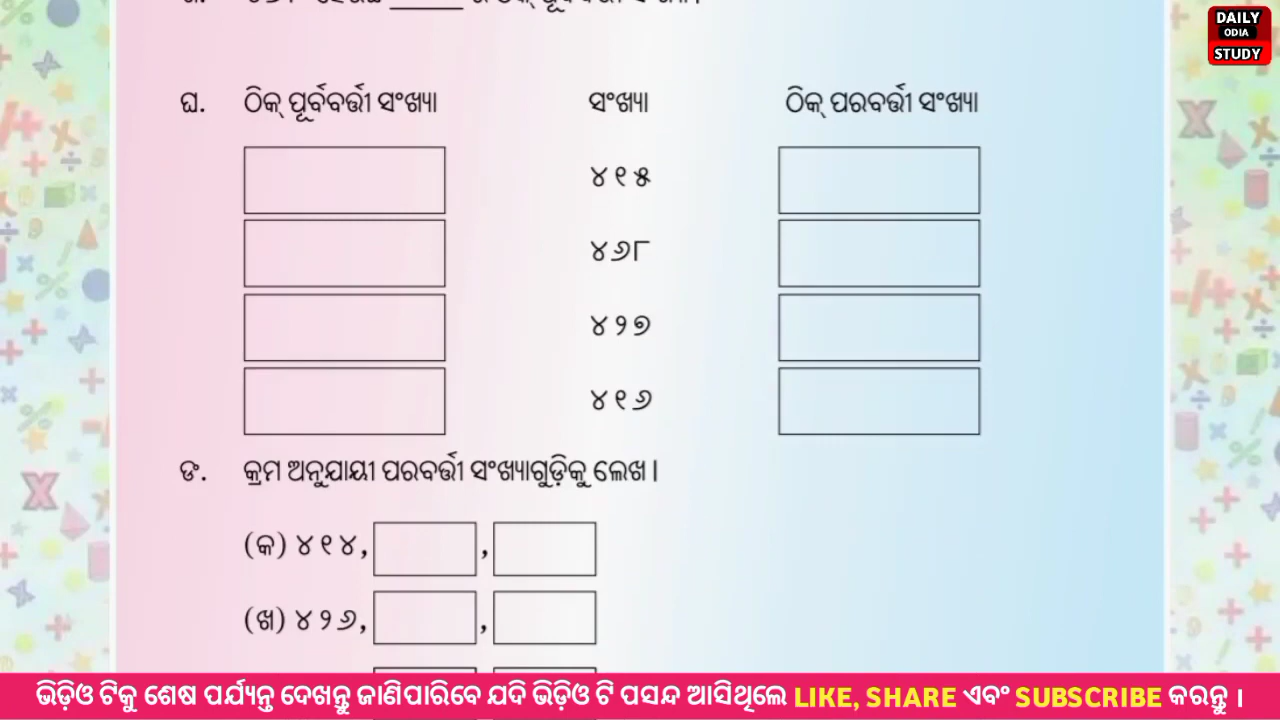 DAILY
ODIA
STUDY
ଘ. ଠିକ୍ ପୂର୍ବବର୍ତ୍ତୀ ସଂଖ୍ୟା ସଂଖ୍ୟା ଠିକ୍ ପରବର୍ତ୍ତୀ ସଂଖ୍ୟା
୪୧୫
୪୬୮
୪୨୭
୪୧୬
ଙ. କ୍ରମ ଅନୁଯାୟୀ ପରବର୍ତ୍ତୀ ସଂଖ୍ୟାଗୁଡ଼ିକୁ ଲେଖ।
(କ) ୪୧୪, ,
(ଖ) ୪୨୬, ,
ଭିଡ଼ିଓ ଟିକୁ ଶେଷ ପର୍ଯ୍ୟନ୍ତ ଦେଖନ୍ତୁ ଜାଣିପାରିବେ ଯଦି ଭିଡ଼ିଓ ଟି ପସନ୍ଦ ଆସିଥିଲେ LIKE, SHARE ଏବଂ SUBSCRIBE କରନ୍ତୁ ।